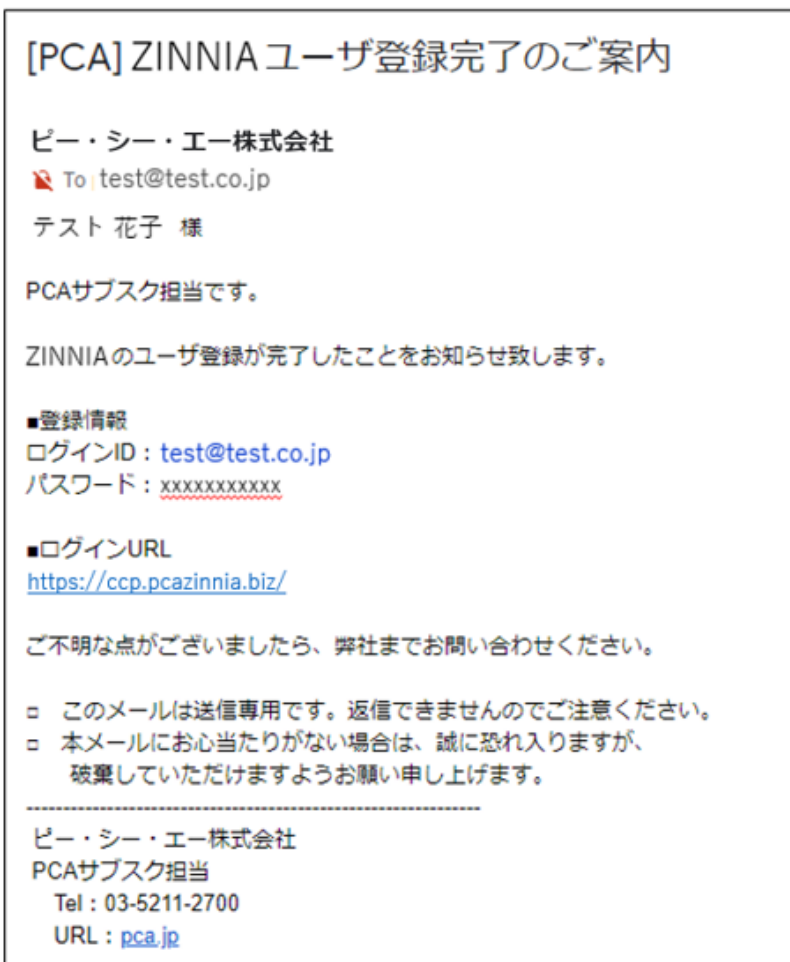 [PCA] ZINNIAユーザ登録完了のご案内
ピー・シー・エー株式会社
To test@test.co.jp
テスト 花子 様
PCAサブスク担当です。
ZINNIAのユーザ登録が完了したことをお知らせ致します。
■登録情報
ログインID：test@test.co.jp
パスワード：xxxxxxxxxxx
■ログインURL
https://ccp.pcazinnia.biz/
ご不明な点がございましたら、弊社までお問い合わせください。
□ このメールは送信専用です。返信できませんのでご注意ください。
□ 本メールにお心当たりがない場合は、誠に恐れ入りますが、
破棄していただけますようお願い申し上げます。
--------------------------------------------------------------
ピー・シー・エー株式会社
PCAサブスク担当
Tel：03-5211-2700
URL：pca.jp